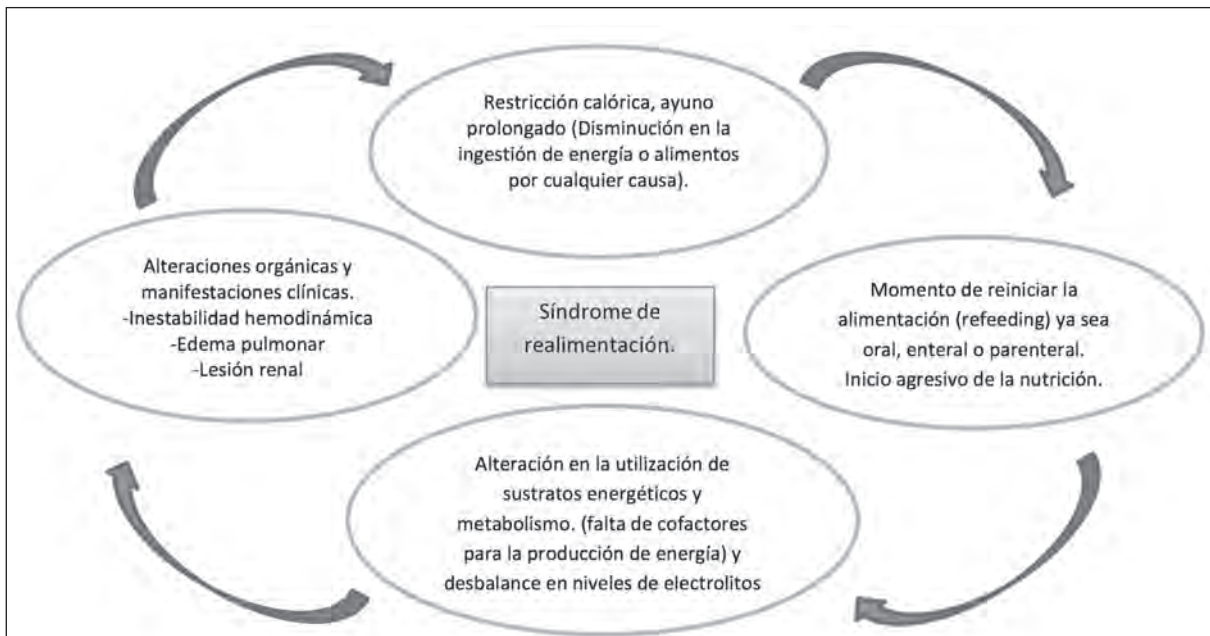 Restricción calórica, ayuno
prolongado (Disminución en la
ingestión de energía o alimentos
por cualquier causa).
Alteraciones orgánicas y
manifestaciones clínicas.
-Inestabilidad hemodinámica
-Edema pulmonar
-Lesión renal
Síndrome de
realimentación.
Momento de reiniciar la
alimentación (refeeding) ya sea
oral, enteral o parenteral.
Inicio agresivo de la nutrición.
Alteración en la utilización de
sustratos energéticos y
metabolismo. (falta de cofactores
para la producción de energía) y
desbalance en niveles de electrolitos